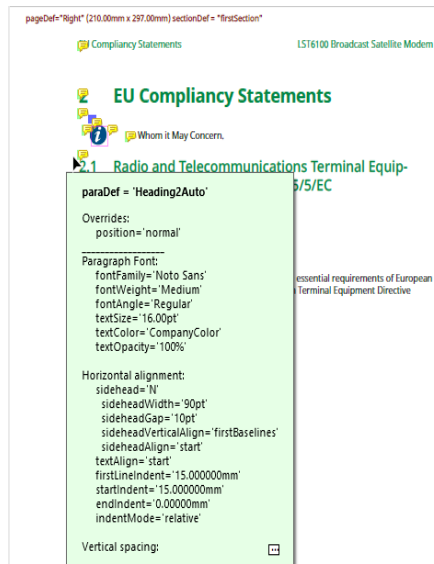 pageDef="Right" (210.00mm x 297.00mm) sectionDef = "firstSection"
Compliancy Statements LST6100 Broadcast Satellite Modem
2 EU Compliancy Statements
Whom it May Concern.
2.1 Radio and Telecommunications Terminal Equip-
5/5/EC
paraDef = 'Heading2Auto'
Overrides:
position='normal'
Paragraph Font:
fontFamily='Noto Sans'
fontWeight='Medium'
fontAngle='Regular'
textSize='16.00pt'
textColor='CompanyColor'
textOpacity='100%'
essential requirements of European
Terminal Equipment Directive
Horizontal alignment:
sidehead='N'
sideheadWidth='90pt'
sideheadGap='10pt'
sideheadVerticalAlign='firstBaselines'
sideheadAlign='start'
textAlign='start'
firstLineIndent='15.000000mm'
startIndent='15.000000mm'
endIndent='0.00000mm'
indentMode='relative'
Vertical spacing: